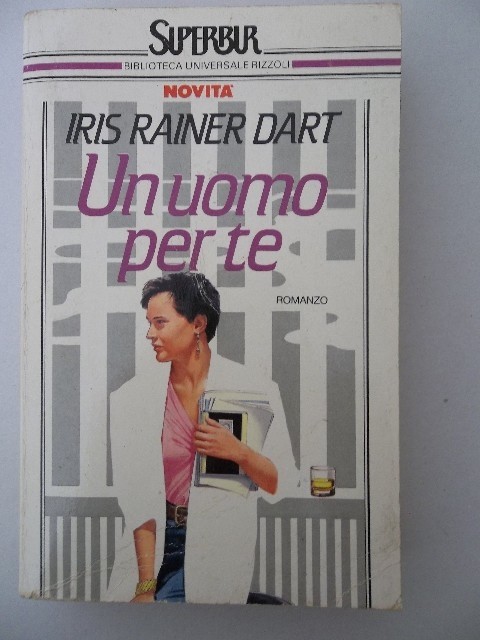 SUPERBUR
BIBLIOTECA UNIVERSALE RIZZOLI
NOVITÀ
IRIS RAINER DART
Un uomo
per te
ROMANZO